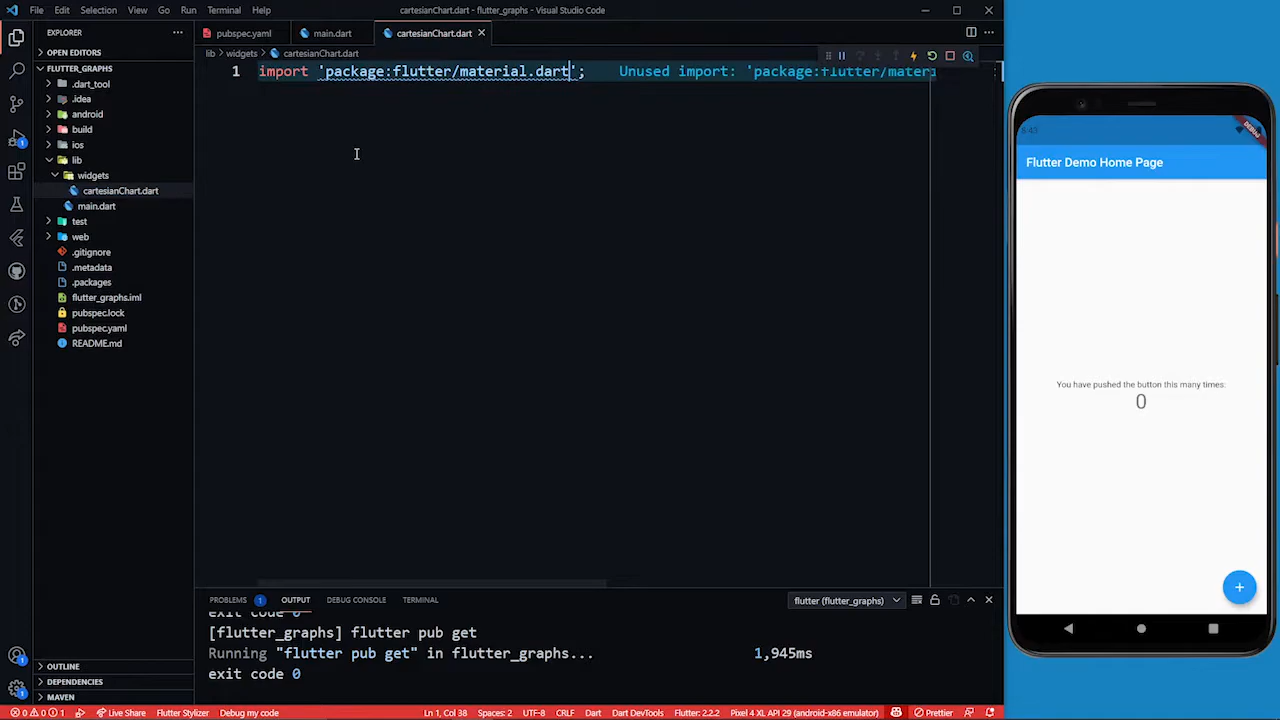 File Edit Selection View Go Run Terminal Help
cartesianChart.dart - flutter_graphs - Visual Studio Code
EXPLORER
OPEN EDITORS
FLUTTER_GRAPHS
.dart_tool
.idea
android
build
ios
lib
widgets
cartesianChart.dart
main.dart
test
web
.gitignore
.metadata
.packages
flutter_graphs.iml
pubspec.lock
pubspec.yaml
README.md
OUTLINE
DEPENDENCIES
MAVEN
pubspec.yaml main.dart cartesianChart.dart
lib > widgets > cartesianChart.dart
1 import 'package:flutter/material.dart'; Unused import: 'package:flutter/materi
PROBLEMS 1 OUTPUT DEBUG CONSOLE TERMINAL
flutter (flutter_graphs)
exit code 0
[flutter_graphs] flutter pub get
Running "flutter pub get" in flutter_graphs... 1,945ms
exit code 0
0 0 1 Live Share Flutter Stylizer Debug my code Ln 1, Col 38 Spaces: 2 UTF-8 CRLF Dart Dart DevTools Flutter: 2.2.2 Pixel 4 XL API 29 (android-x86 emulator) Prettier
DEBUG
Flutter Demo Home Page
You have pushed the button this many times:
0